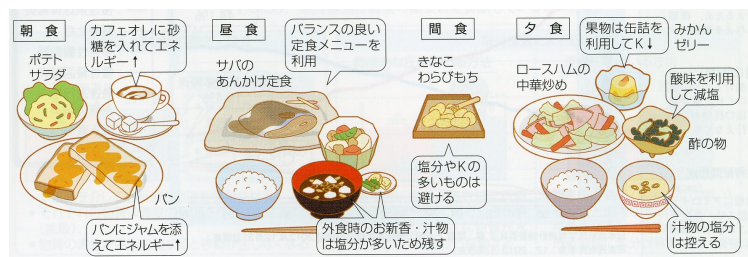 朝 食
カフェオレに砂
糖を入れてエネ
ルギー↑
ポテト
サラダ
パン
パンにジャムを添
えてエネルギー↑
昼 食
バランスの良い
定食メニューを
利用
サバの
あんかけ定食
外食時のお新香・汁物
は塩分が多いため残す
間 食
きなこ
わらびもち
塩分やKの
多いものは
避ける
夕 食
果物は缶詰を
利用してK↓
みかん
ゼリー
ロースハムの
中華炒め
酸味を利用
して減塩
酢の物
汁物の塩分
は控える